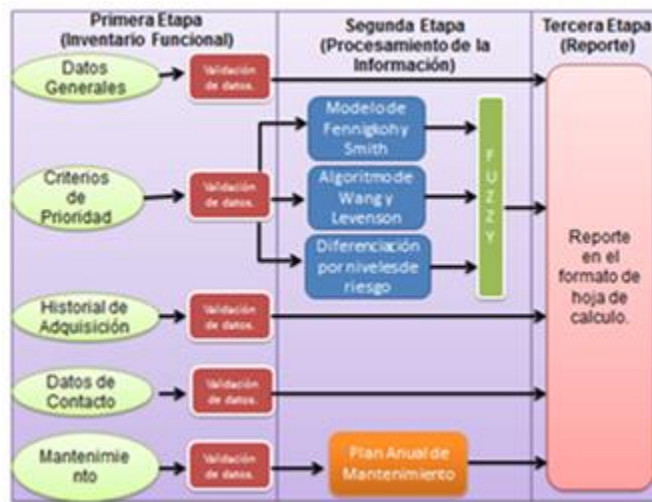 Primera Etapa
(Inventario Funcional)
Segunda Etapa
(Procesamiento de la
Información)
Tercera Etapa
(Reporte)
Datos
Generales
Validación
de datos.
Criterios
de
Prioridad
Validación
de datos.
Modelo de
Fennigkoh y
Smith
Algoritmo de
Wang y
Levenson
Diferenciación
por niveles de
riesgo
FUZZY
Reporte
en el
formato de
hoja de
calculo.
Historial de
Adquisición
Validación
de datos.
Datos de
Contacto
Validación
de datos.
Mantenimie
nto
Validación
de datos.
Plan Anual de
Mantenimiento